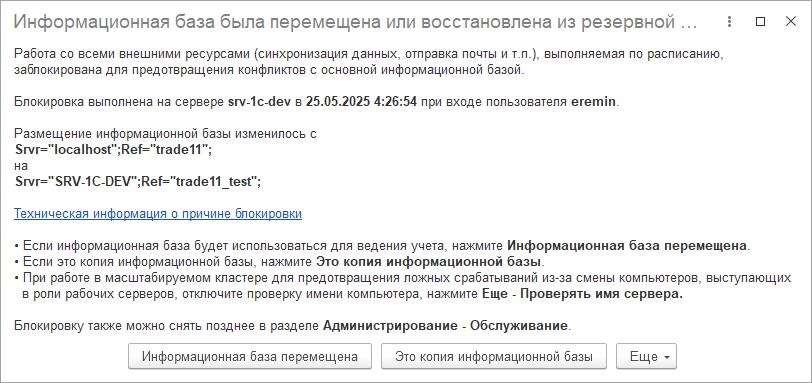 Информационная база была перемещена или восстановлена из резервной ...
Работа со всеми внешними ресурсами (синхронизация данных, отправка почты и т.п.), выполняемая по расписанию,
заблокирована для предотвращения конфликтов с основной информационной базой.
Блокировка выполнена на сервере srv-1c-dev в 25.05.2025 4:26:54 при входе пользователя eremin.
Размещение информационной базы изменилось с
Srvr="localhost";Ref="trade11";
на
Srvr="SRV-1C-DEV";Ref="trade11_test";
Техническая информация о причине блокировки
• Если информационная база будет использоваться для ведения учета, нажмите Информационная база перемещена.
• Если это копия информационной базы, нажмите Это копия информационной базы.
• При работе в масштабируемом кластере для предотвращения ложных срабатываний из-за смены компьютеров, выступающих
в роли рабочих серверов, отключите проверку имени компьютера, нажмите Еще - Проверять имя сервера.
Блокировку также можно снять позднее в разделе Администрирование - Обслуживание.
Информационная база перемещена
Это копия информационной базы
Еще